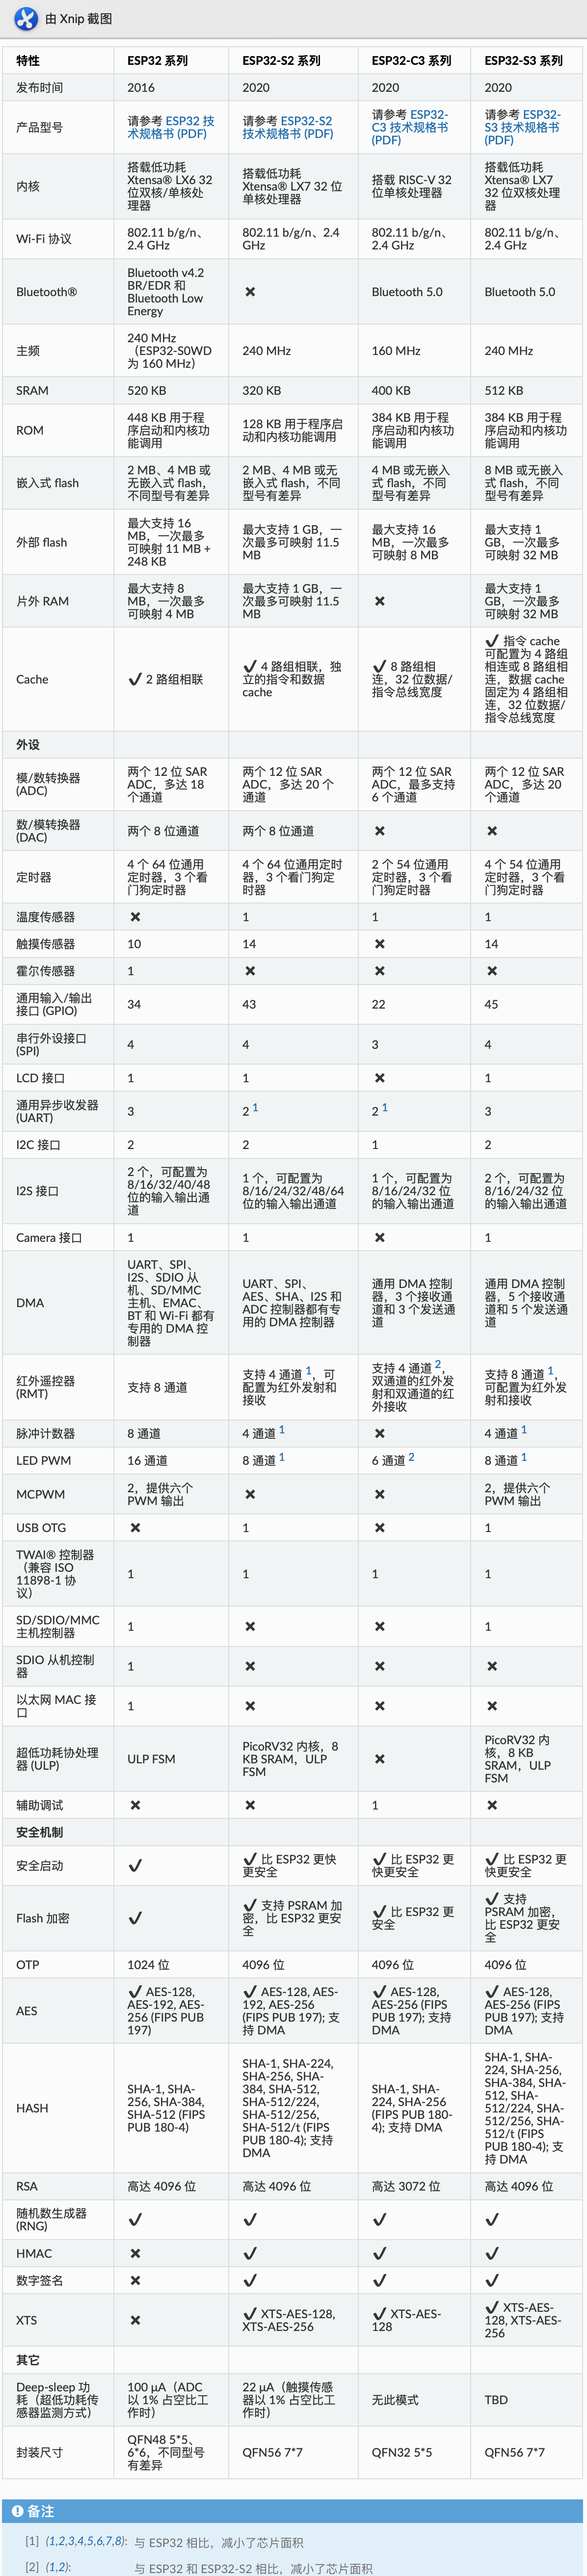 由 Xnip 截图
特性 ESP32 系列 ESP32-S2 系列 ESP32-C3 系列 ESP32-S3 系列
发布时间 2016 2020 2020 2020
产品型号 请参考 ESP32 技术规格书 (PDF) 请参考 ESP32-S2 技术规格书 (PDF) 请参考 ESP32-C3 技术规格书 (PDF) 请参考 ESP32-S3 技术规格书 (PDF)
内核 搭载低功耗 Xtensa® LX6 32 位双核/单核处理器 搭载低功耗 Xtensa® LX7 32 位单核处理器 搭载 RISC-V 32 位单核处理器 搭载低功耗 Xtensa® LX7 32 位双核处理器
Wi-Fi 协议 802.11 b/g/n、2.4 GHz 802.11 b/g/n、2.4 GHz 802.11 b/g/n、2.4 GHz 802.11 b/g/n、2.4 GHz
Bluetooth® Bluetooth v4.2 BR/EDR 和 Bluetooth Low Energy ✖ Bluetooth 5.0 Bluetooth 5.0
主频 240 MHz（ESP32-S0WD 为 160 MHz） 240 MHz 160 MHz 240 MHz
SRAM 520 KB 320 KB 400 KB 512 KB
ROM 448 KB 用于程序启动和内核功能调用 128 KB 用于程序启动和内核功能调用 384 KB 用于程序启动和内核功能调用 384 KB 用于程序启动和内核功能调用
嵌入式 flash 2 MB、4 MB 或无嵌入式 flash，不同型号有差异 2 MB、4 MB 或无嵌入式 flash，不同型号有差异 4 MB 或无嵌入式 flash，不同型号有差异 8 MB 或无嵌入式 flash，不同型号有差异
外部 flash 最大支持 16 MB，一次最多可映射 11 MB + 248 KB 最大支持 1 GB，一次最多可映射 11.5 MB 最大支持 16 MB，一次最多可映射 8 MB 最大支持 1 GB，一次最多可映射 32 MB
片外 RAM 最大支持 8 MB，一次最多可映射 4 MB 最大支持 1 GB，一次最多可映射 11.5 MB ✖ 最大支持 1 GB，一次最多可映射 32 MB
Cache ✔ 2 路组相联 ✔ 4 路组相联，独立的指令和数据 cache ✔ 8 路组相连，32 位数据/指令总线宽度 ✔ 指令 cache 可配置为 4 路组相连或 8 路组相连，数据 cache 固定为 4 路组相连，32 位数据/指令总线宽度
外设
模/数转换器 (ADC) 两个 12 位 SAR ADC，多达 18 个通道 两个 12 位 SAR ADC，多达 20 个通道 两个 12 位 SAR ADC，最多支持 6 个通道 两个 12 位 SAR ADC，多达 20 个通道
数/模转换器 (DAC) 两个 8 位通道 两个 8 位通道 ✖ ✖
定时器 4 个 64 位通用定时器，3 个看门狗定时器 4 个 64 位通用定时器，3 个看门狗定时器 2 个 54 位通用定时器，3 个看门狗定时器 4 个 54 位通用定时器，3 个看门狗定时器
温度传感器 ✖ 1 1 1
触摸传感器 10 14 ✖ 14
霍尔传感器 1 ✖ ✖ ✖
通用输入/输出接口 (GPIO) 34 43 22 45
串行外设接口 (SPI) 4 4 3 4
LCD 接口 1 1 ✖ 1
通用异步收发器 (UART) 3 2 1 2 1 3
I2C 接口 2 2 1 2
I2S 接口 2 个，可配置为 8/16/32/40/48 位的输入输出通道 1 个，可配置为 8/16/24/32/48/64 位的输入输出通道 1 个，可配置为 8/16/24/32 位的输入输出通道 2 个，可配置为 8/16/24/32 位的输入输出通道
Camera 接口 1 1 ✖ 1
DMA UART、SPI、I2S、SDIO 从机、SD/MMC 主机、EMAC、BT 和 Wi-Fi 都有专用的 DMA 控制器 UART、SPI、AES、SHA、I2S 和 ADC 控制器都有专用的 DMA 控制器 通用 DMA 控制器，3 个接收通道和 3 个发送通道 通用 DMA 控制器，5 个接收通道和 5 个发送通道
红外遥控器 (RMT) 支持 8 通道 支持 4 通道 1，可配置为红外发射和接收 支持 4 通道 2，双通道的红外发射和双通道的红外接收 支持 8 通道 1，可配置为红外发射和接收
脉冲计数器 8 通道 4 通道 1 ✖ 4 通道 1
LED PWM 16 通道 8 通道 1 6 通道 2 8 通道 1
MCPWM 2，提供六个 PWM 输出 ✖ ✖ 2，提供六个 PWM 输出
USB OTG ✖ 1 ✖ 1
TWAI® 控制器（兼容 ISO 11898-1 协议） 1 1 1 1
SD/SDIO/MMC 主机控制器 1 ✖ ✖ 1
SDIO 从机控制器 1 ✖ ✖ ✖
以太网 MAC 接口 1 ✖ ✖ ✖
超低功耗协处理器 (ULP) ULP FSM PicoRV32 内核，8 KB SRAM，ULP FSM ✖ PicoRV32 内核，8 KB SRAM，ULP FSM
辅助调试 ✖ ✖ 1 ✖
安全机制
安全启动 ✔ ✔ 比 ESP32 更快更安全 ✔ 比 ESP32 更快更安全 ✔ 比 ESP32 更快更安全
Flash 加密 ✔ ✔ 支持 PSRAM 加密，比 ESP32 更安全 ✔ 比 ESP32 更安全 ✔ 支持 PSRAM 加密，比 ESP32 更安全
OTP 1024 位 4096 位 4096 位 4096 位
AES ✔ AES-128, AES-192, AES-256 (FIPS PUB 197) ✔ AES-128, AES-192, AES-256 (FIPS PUB 197); 支持 DMA ✔ AES-128, AES-256 (FIPS PUB 197); 支持 DMA ✔ AES-128, AES-256 (FIPS PUB 197); 支持 DMA
HASH SHA-1, SHA-256, SHA-384, SHA-512 (FIPS PUB 180-4) SHA-1, SHA-224, SHA-256, SHA-384, SHA-512, SHA-512/224, SHA-512/256, SHA-512/t (FIPS PUB 180-4); 支持 DMA SHA-1, SHA-224, SHA-256 (FIPS PUB 180-4); 支持 DMA SHA-1, SHA-224, SHA-256, SHA-384, SHA-512, SHA-512/224, SHA-512/256, SHA-512/t (FIPS PUB 180-4); 支持 DMA
RSA 高达 4096 位 高达 4096 位 高达 3072 位 高达 4096 位
随机数生成器 (RNG) ✔ ✔ ✔ ✔
HMAC ✖ ✔ ✔ ✔
数字签名 ✖ ✔ ✔ ✔
XTS ✖ ✔ XTS-AES-128, XTS-AES-256 ✔ XTS-AES-128 ✔ XTS-AES-128, XTS-AES-256
其它
Deep-sleep 功耗（超低功耗传感器监测方式） 100 μA（ADC 以 1% 占空比工作时） 22 μA（触摸传感器以 1% 占空比工作时） 无此模式 TBD
封装尺寸 QFN48 5*5、6*6，不同型号有差异 QFN56 7*7 QFN32 5*5 QFN56 7*7
备注
[1] (1,2,3,4,5,6,7,8): 与 ESP32 相比，减小了芯片面积
[2] (1,2): 与 ESP32 和 ESP32-S2 相比，减小了芯片面积